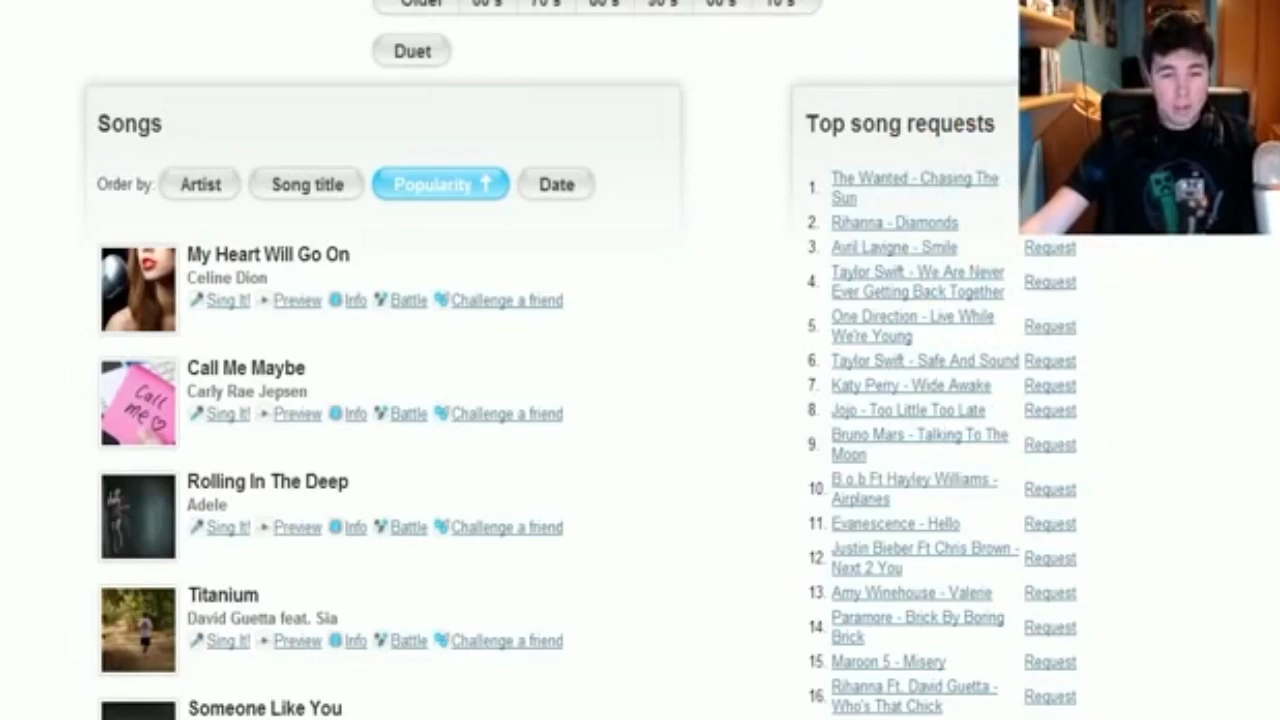 Older 60's 70's 80's 90's 00's 10's
Duet
Songs
Order by: Artist Song title Popularity Date
My Heart Will Go On
Celine Dion
Sing It! Preview Info Battle Challenge a friend
Call me
Call Me Maybe
Carly Rae Jepsen
Sing It! Preview Info Battle Challenge a friend
Rolling In The Deep
Adele
Sing It! Preview Info Battle Challenge a friend
Titanium
David Guetta feat. Sia
Sing It! Preview Info Battle Challenge a friend
Someone Like You
Top song requests
1. The Wanted - Chasing The
Sun
2. Rihanna - Diamonds
3. Avril Lavigne - Smile Request
4. Taylor Swift - We Are Never
Ever Getting Back Together Request
5. One Direction - Live While
We're Young Request
6. Taylor Swift - Safe And Sound Request
7. Katy Perry - Wide Awake Request
8. Jojo - Too Little Too Late Request
9. Bruno Mars - Talking To The
Moon Request
10. B.o.b Ft Hayley Williams -
Airplanes Request
11. Evanescence - Hello Request
12. Justin Bieber Ft Chris Brown -
Next 2 You Request
13. Amy Winehouse - Valerie Request
14. Paramore - Brick By Boring
Brick Request
15. Maroon 5 - Misery Request
16. Rihanna Ft. David Guetta -
Who's That Chick Request